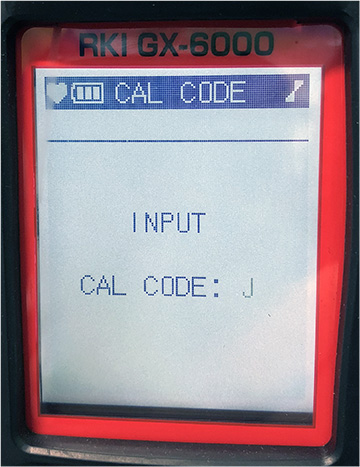 RKI GX-6000
CAL CODE
INPUT
CAL CODE: J